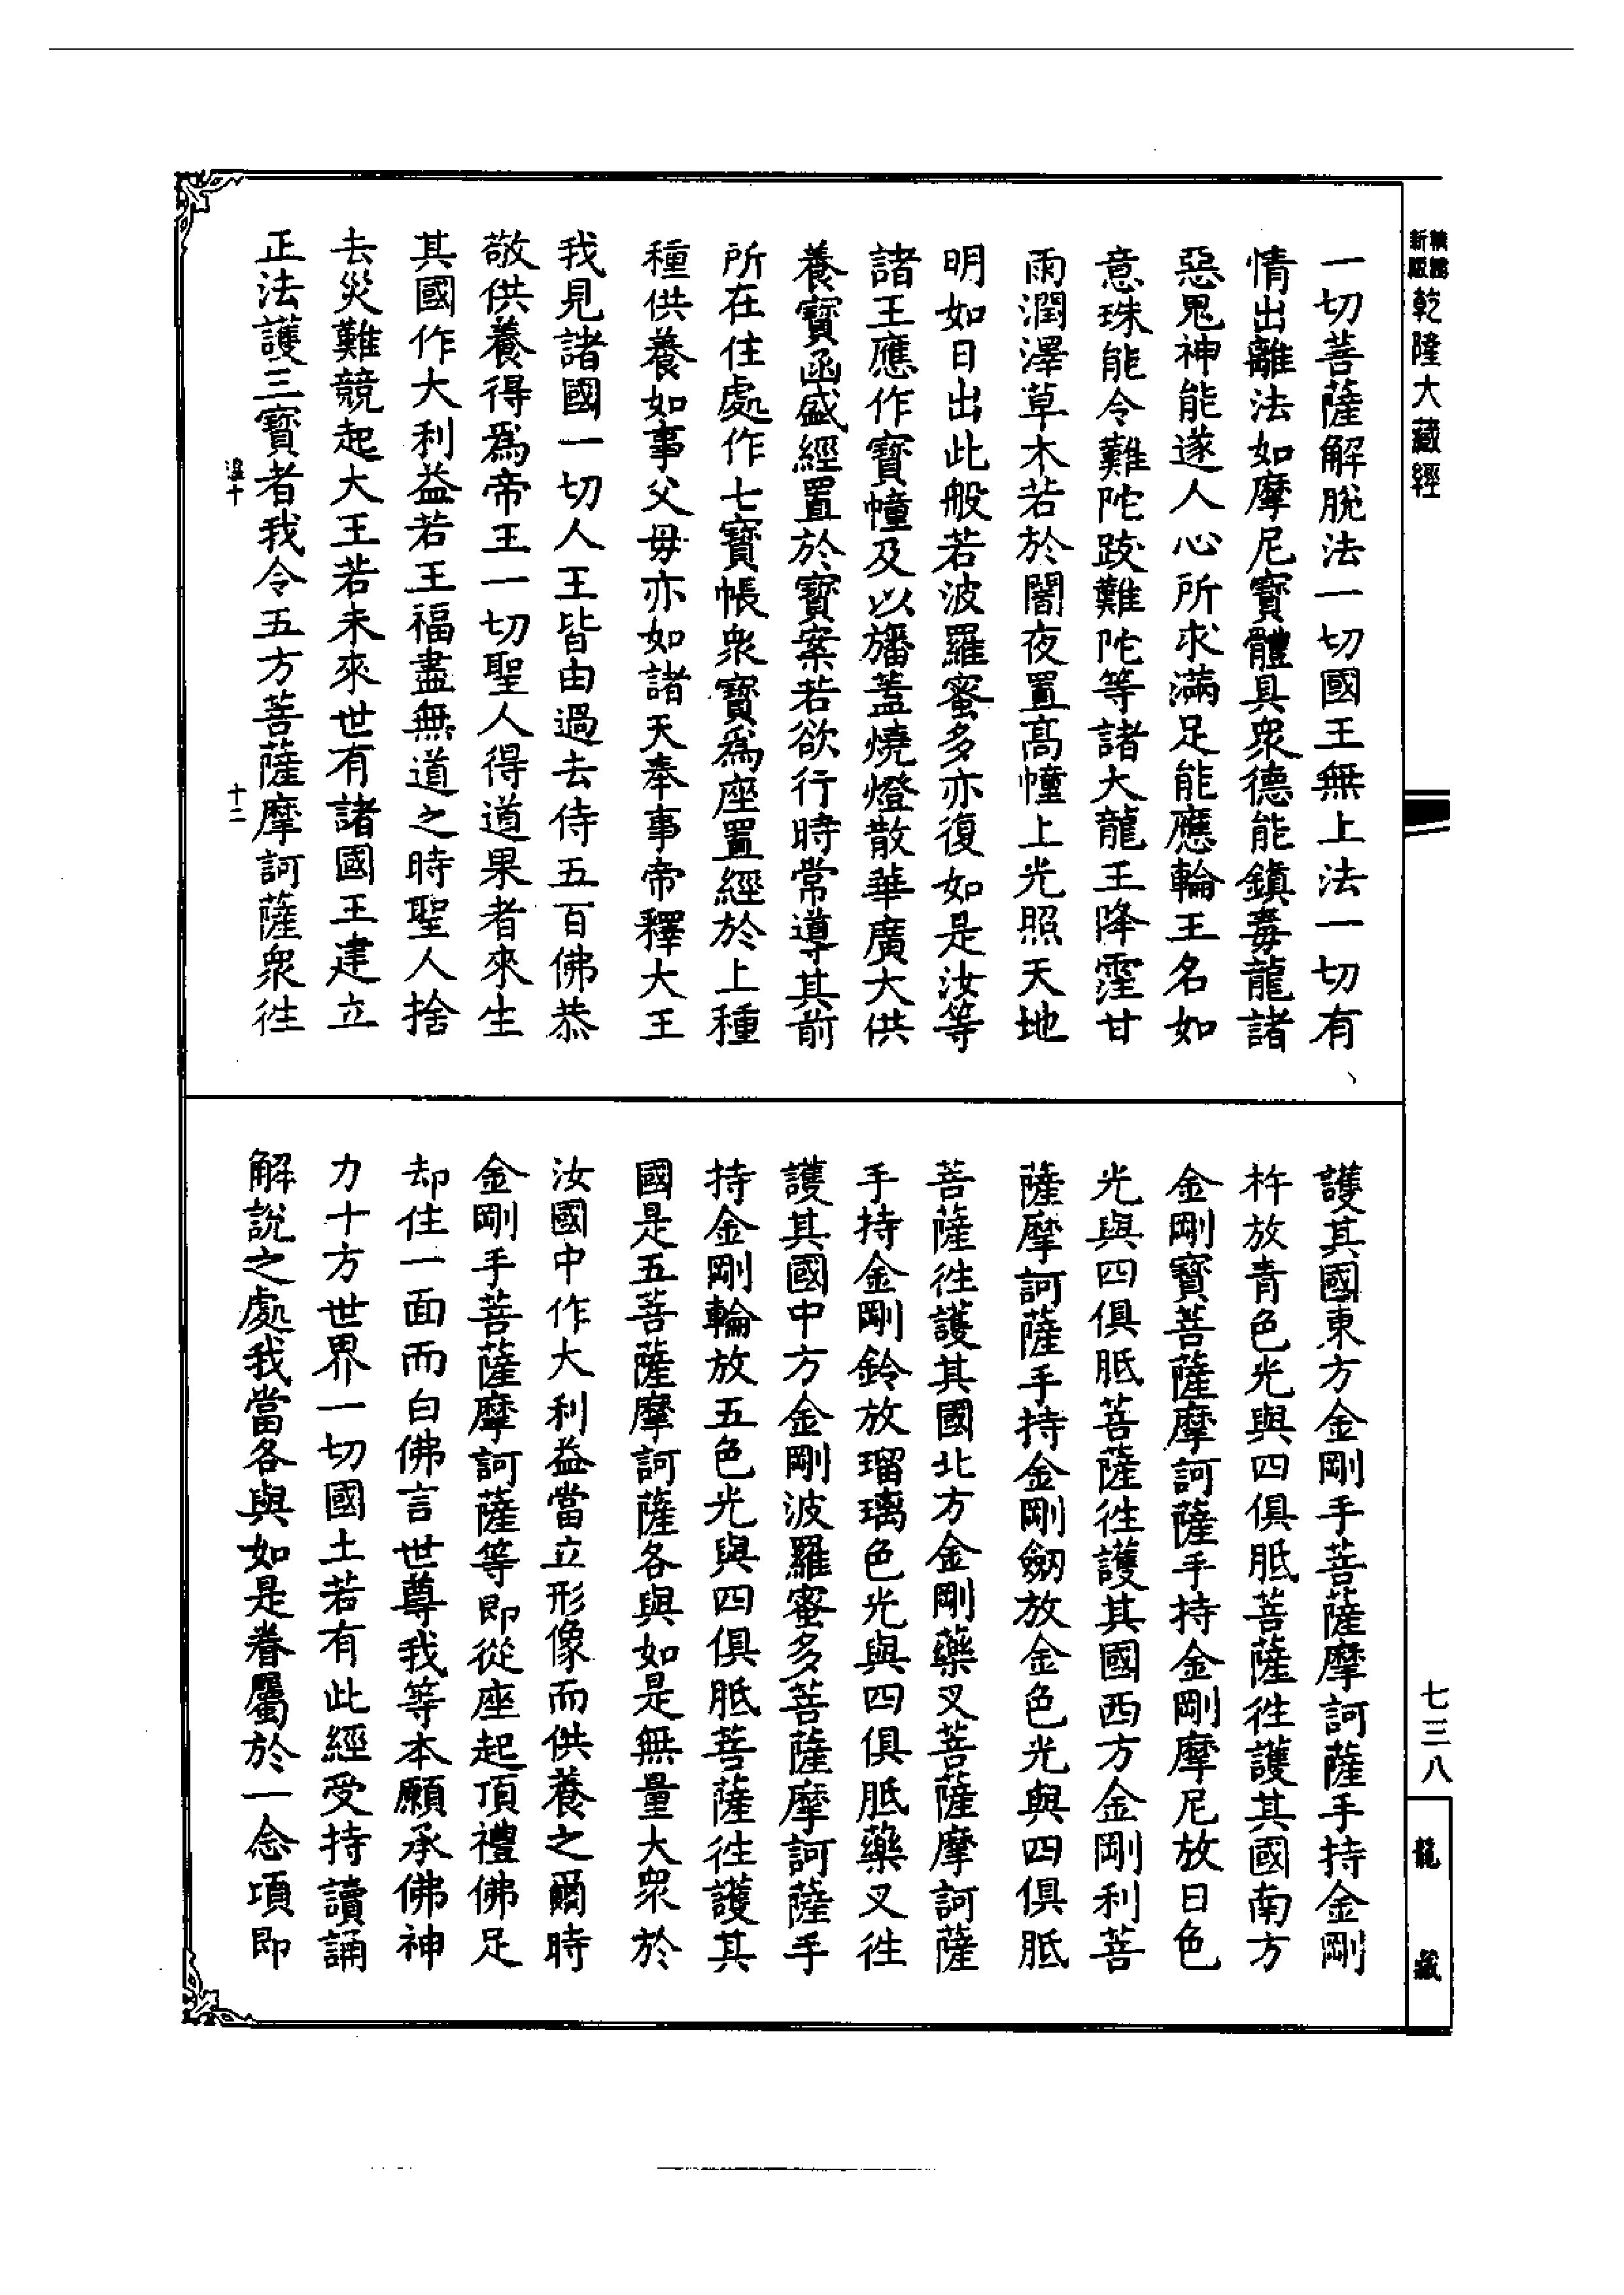 乾隆大藏經
一切菩薩解脫法一切國王無上法一切有
情出離法如摩尼寶體具衆德能鎮毒龍諸
惡鬼神能遂人心所求滿足能應輪王名如
意珠能令難陀跋難陀等諸大龍王降霔甘
雨潤澤草木若於闇夜置高幢上光照天地
明如日出此般若波羅蜜多亦復如是汝等
諸王應作寶幢及以旛蓋燒燈散華廣大供
養寶函盛經置於寶案若欲行時常導其前
所在住處作七寶帳衆寶爲座置經於上種
種供養如事父母亦如諸天奉事帝釋大王
我見諸國一切人王皆由過去侍五百佛恭
敬供養得爲帝王一切聖人得道果者來生
其國作大利益若王福盡無道之時聖人捨
去災難競起大王若未來世有諸國王建立
正法護三寶者我令五方菩薩摩訶薩衆徃
十二
護其國東方金剛手菩薩摩訶薩手持金剛
杵放青色光與四俱胝菩薩徃護其國南方
金剛寶菩薩摩訶薩手持金剛摩尼放日色
光與四俱胝菩薩徃護其國西方金剛利菩
薩摩訶薩手持金剛劒放金色光與四俱胝
菩薩徃護其國北方金剛藥叉菩薩摩訶薩
手持金剛鈴放瑠璃色光與四俱胝藥叉徃
護其國中方金剛波羅蜜多菩薩摩訶薩手
持金剛輪放五色光與四俱胝菩薩徃護其
國是五菩薩摩訶薩各與如是無量大衆於
汝國中作大利益當立形像而供養之爾時
金剛手菩薩摩訶薩等即從座起頂禮佛足
却住一面而白佛言世尊我等本願承佛神
力十方世界一切國土若有此經受持讀誦
解說之處我當各與如是眷屬於一念頃即
七三八
龍藏